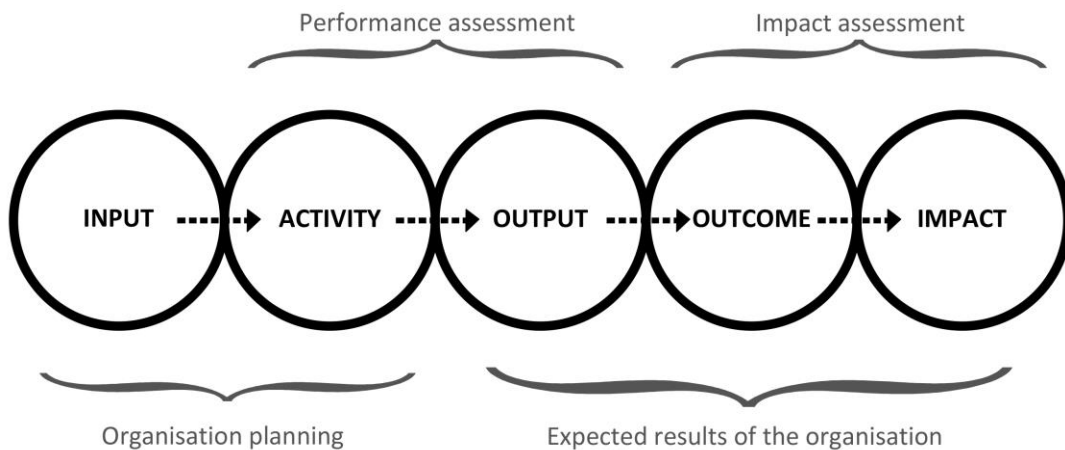 Performance assessment
Impact assessment
INPUT
ACTIVITY
OUTPUT
OUTCOME
IMPACT
Organisation planning
Expected results of the organisation